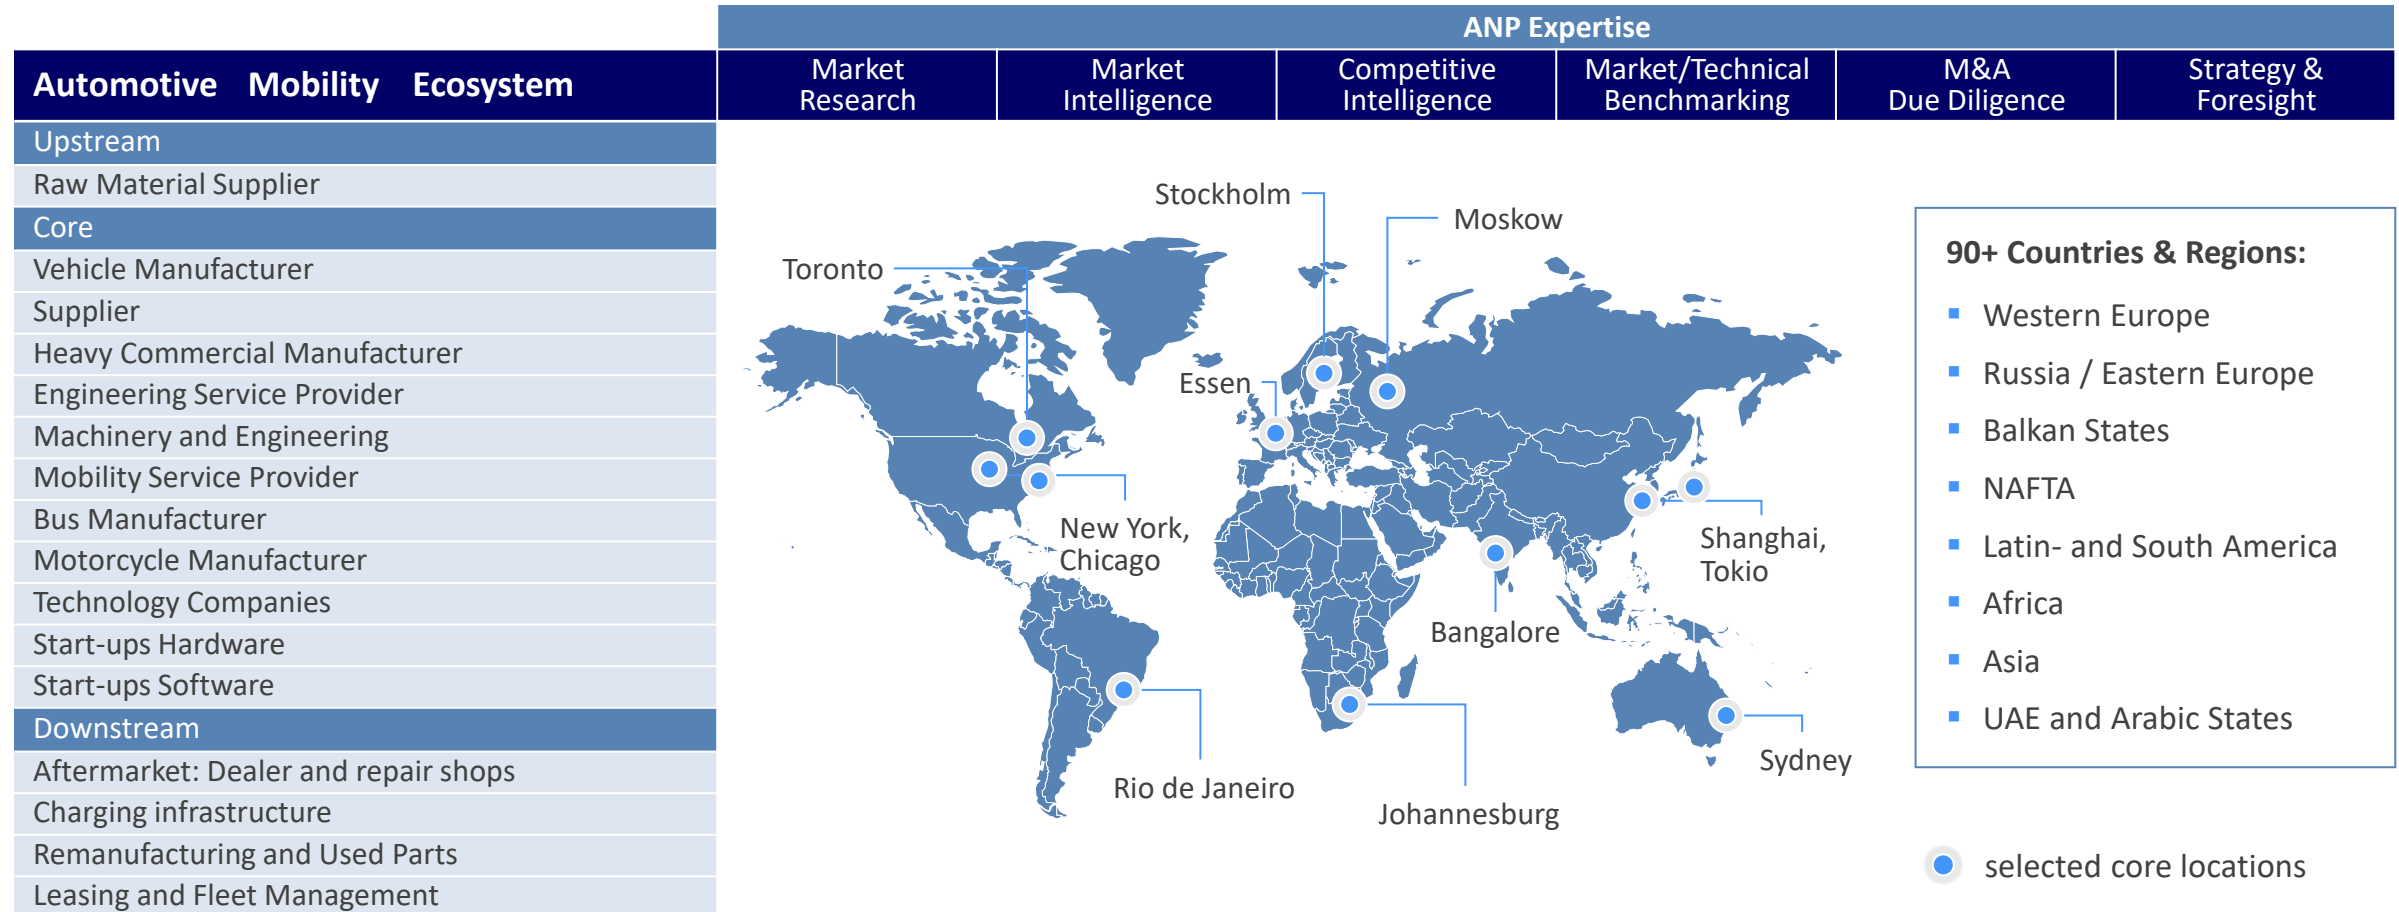 ANP Expertise
Automotive Mobility Ecosystem
Market
Research
Market
Intelligence
Competitive
Intelligence
Market/Technical
Benchmarking
M&A
Due Diligence
Strategy &
Foresight
Upstream
Raw Material Supplier
Core
Vehicle Manufacturer
Supplier
Heavy Commercial Manufacturer
Engineering Service Provider
Machinery and Engineering
Mobility Service Provider
Bus Manufacturer
Motorcycle Manufacturer
Technology Companies
Start-ups Hardware
Start-ups Software
Downstream
Aftermarket: Dealer and repair shops
Charging infrastructure
Remanufacturing and Used Parts
Leasing and Fleet Management
Stockholm
Moskow
Toronto
Essen
New York,
Chicago
Shanghai,
Tokio
Bangalore
Rio de Janeiro
Johannesburg
Sydney
90+ Countries & Regions:
Western Europe
Russia / Eastern Europe
Balkan States
NAFTA
Latin- and South America
Africa
Asia
UAE and Arabic States
selected core locations